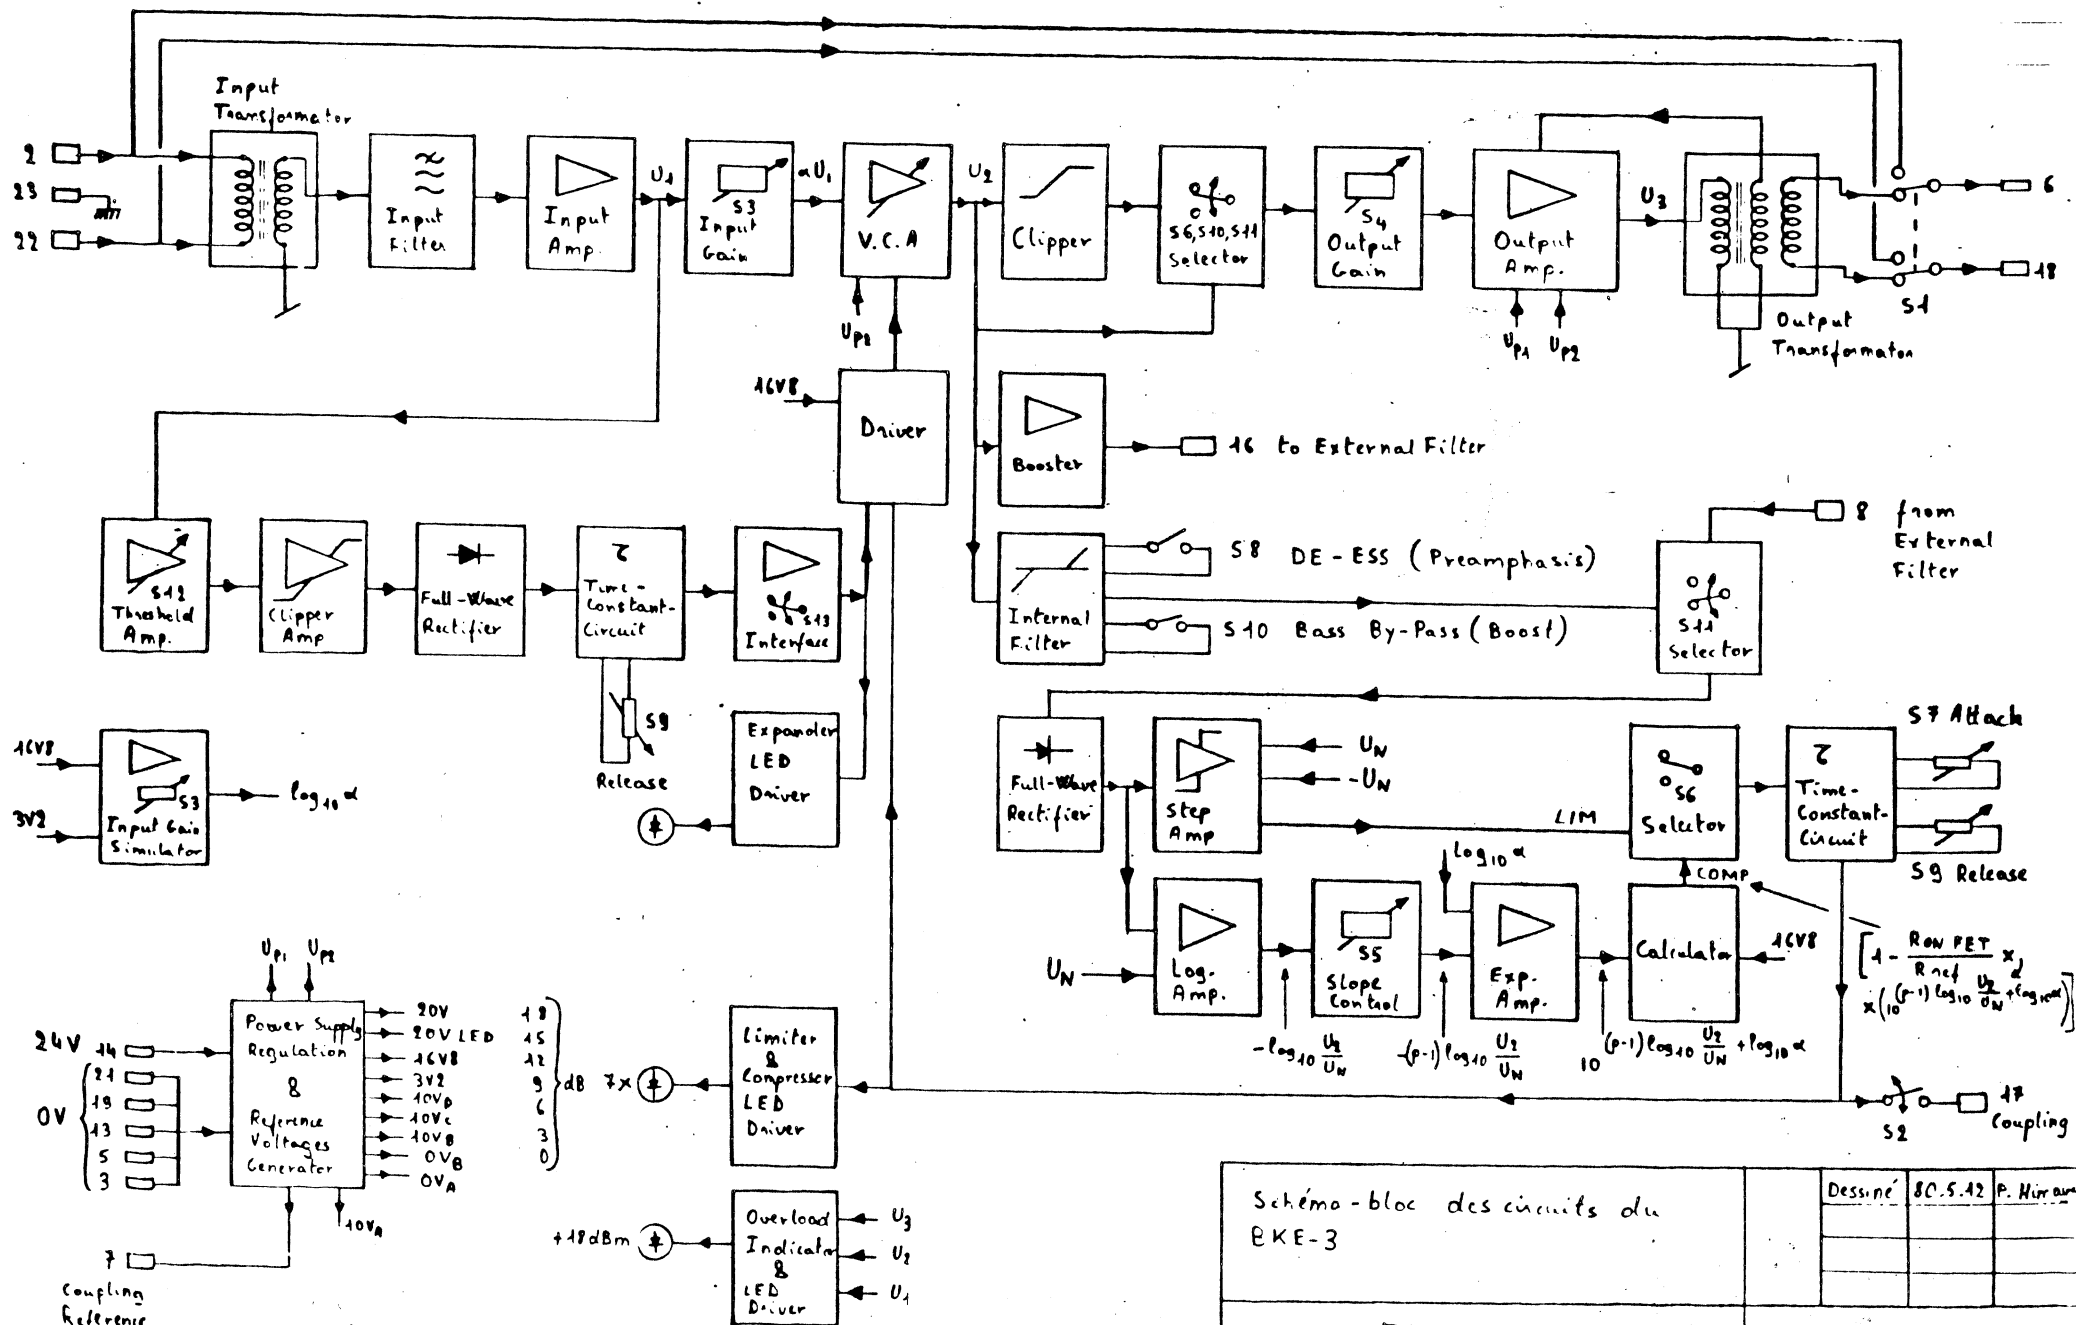 Input
Transformator
2
23
22
Input
Filter
Input
Amp.
U1
S3
Input
Gain
αU1
V.C.A
UP2
U2
Clipper
S6, S10, S11
Selector
S4
Output
Gain
Output
Amp.
UP1 UP2
U3
Output
Transformator
S1
6
18
16V8
Driver
Booster
16 to External Filter
8 from
External
Filter
S12
Threshold
Amp.
Clipper
Amp
Full-Wave
Rectifier
τ
Time-
Constant-
Circuit
S9
Release
S13
Interface
Internal
Filter
S8 DE-ESS (Preamphasis)
S10 Bass By-Pass (Boost)
S11
Selector
16V8
3V2
S3
Input Gain
Simulator
log10 α
Expander
LED
Driver
Full-Wave
Rectifier
Step
Amp
UN
-UN
LIM
S6
Selector
COMP
τ
Time-
Constant-
Circuit
S7 Attack
S9 Release
UN
Log.
Amp.
S5
Slope
Control
log10 α
Exp.
Amp.
Calculator
16V8
[1 - RON FET / R ref x
x (10 (p-1) log10 U2/UN + log10 α)]
-log10 U2/UN
-(p-1) log10 U2/UN
10 (p-1) log10 U2/UN + log10 α
UP1 UP2
24V 14
0V
21
19
13
5
3
Power Supply
Regulation
&
Reference
Voltages
Generator
20V
20V LED
16V8
3V2
10VD
10VC
10VB
0VB
0VA
10VA
7
Coupling
Reference
18
15
12
9
6
3
0
dB 7x
Limiter
&
Compresser
LED
Driver
S2
17
Coupling
+18dBm
Overload
Indicator
&
LED
Driver
U3
U2
U1
Schéma-bloc des circuits du
BKE-3
Dessiné 80.5.12